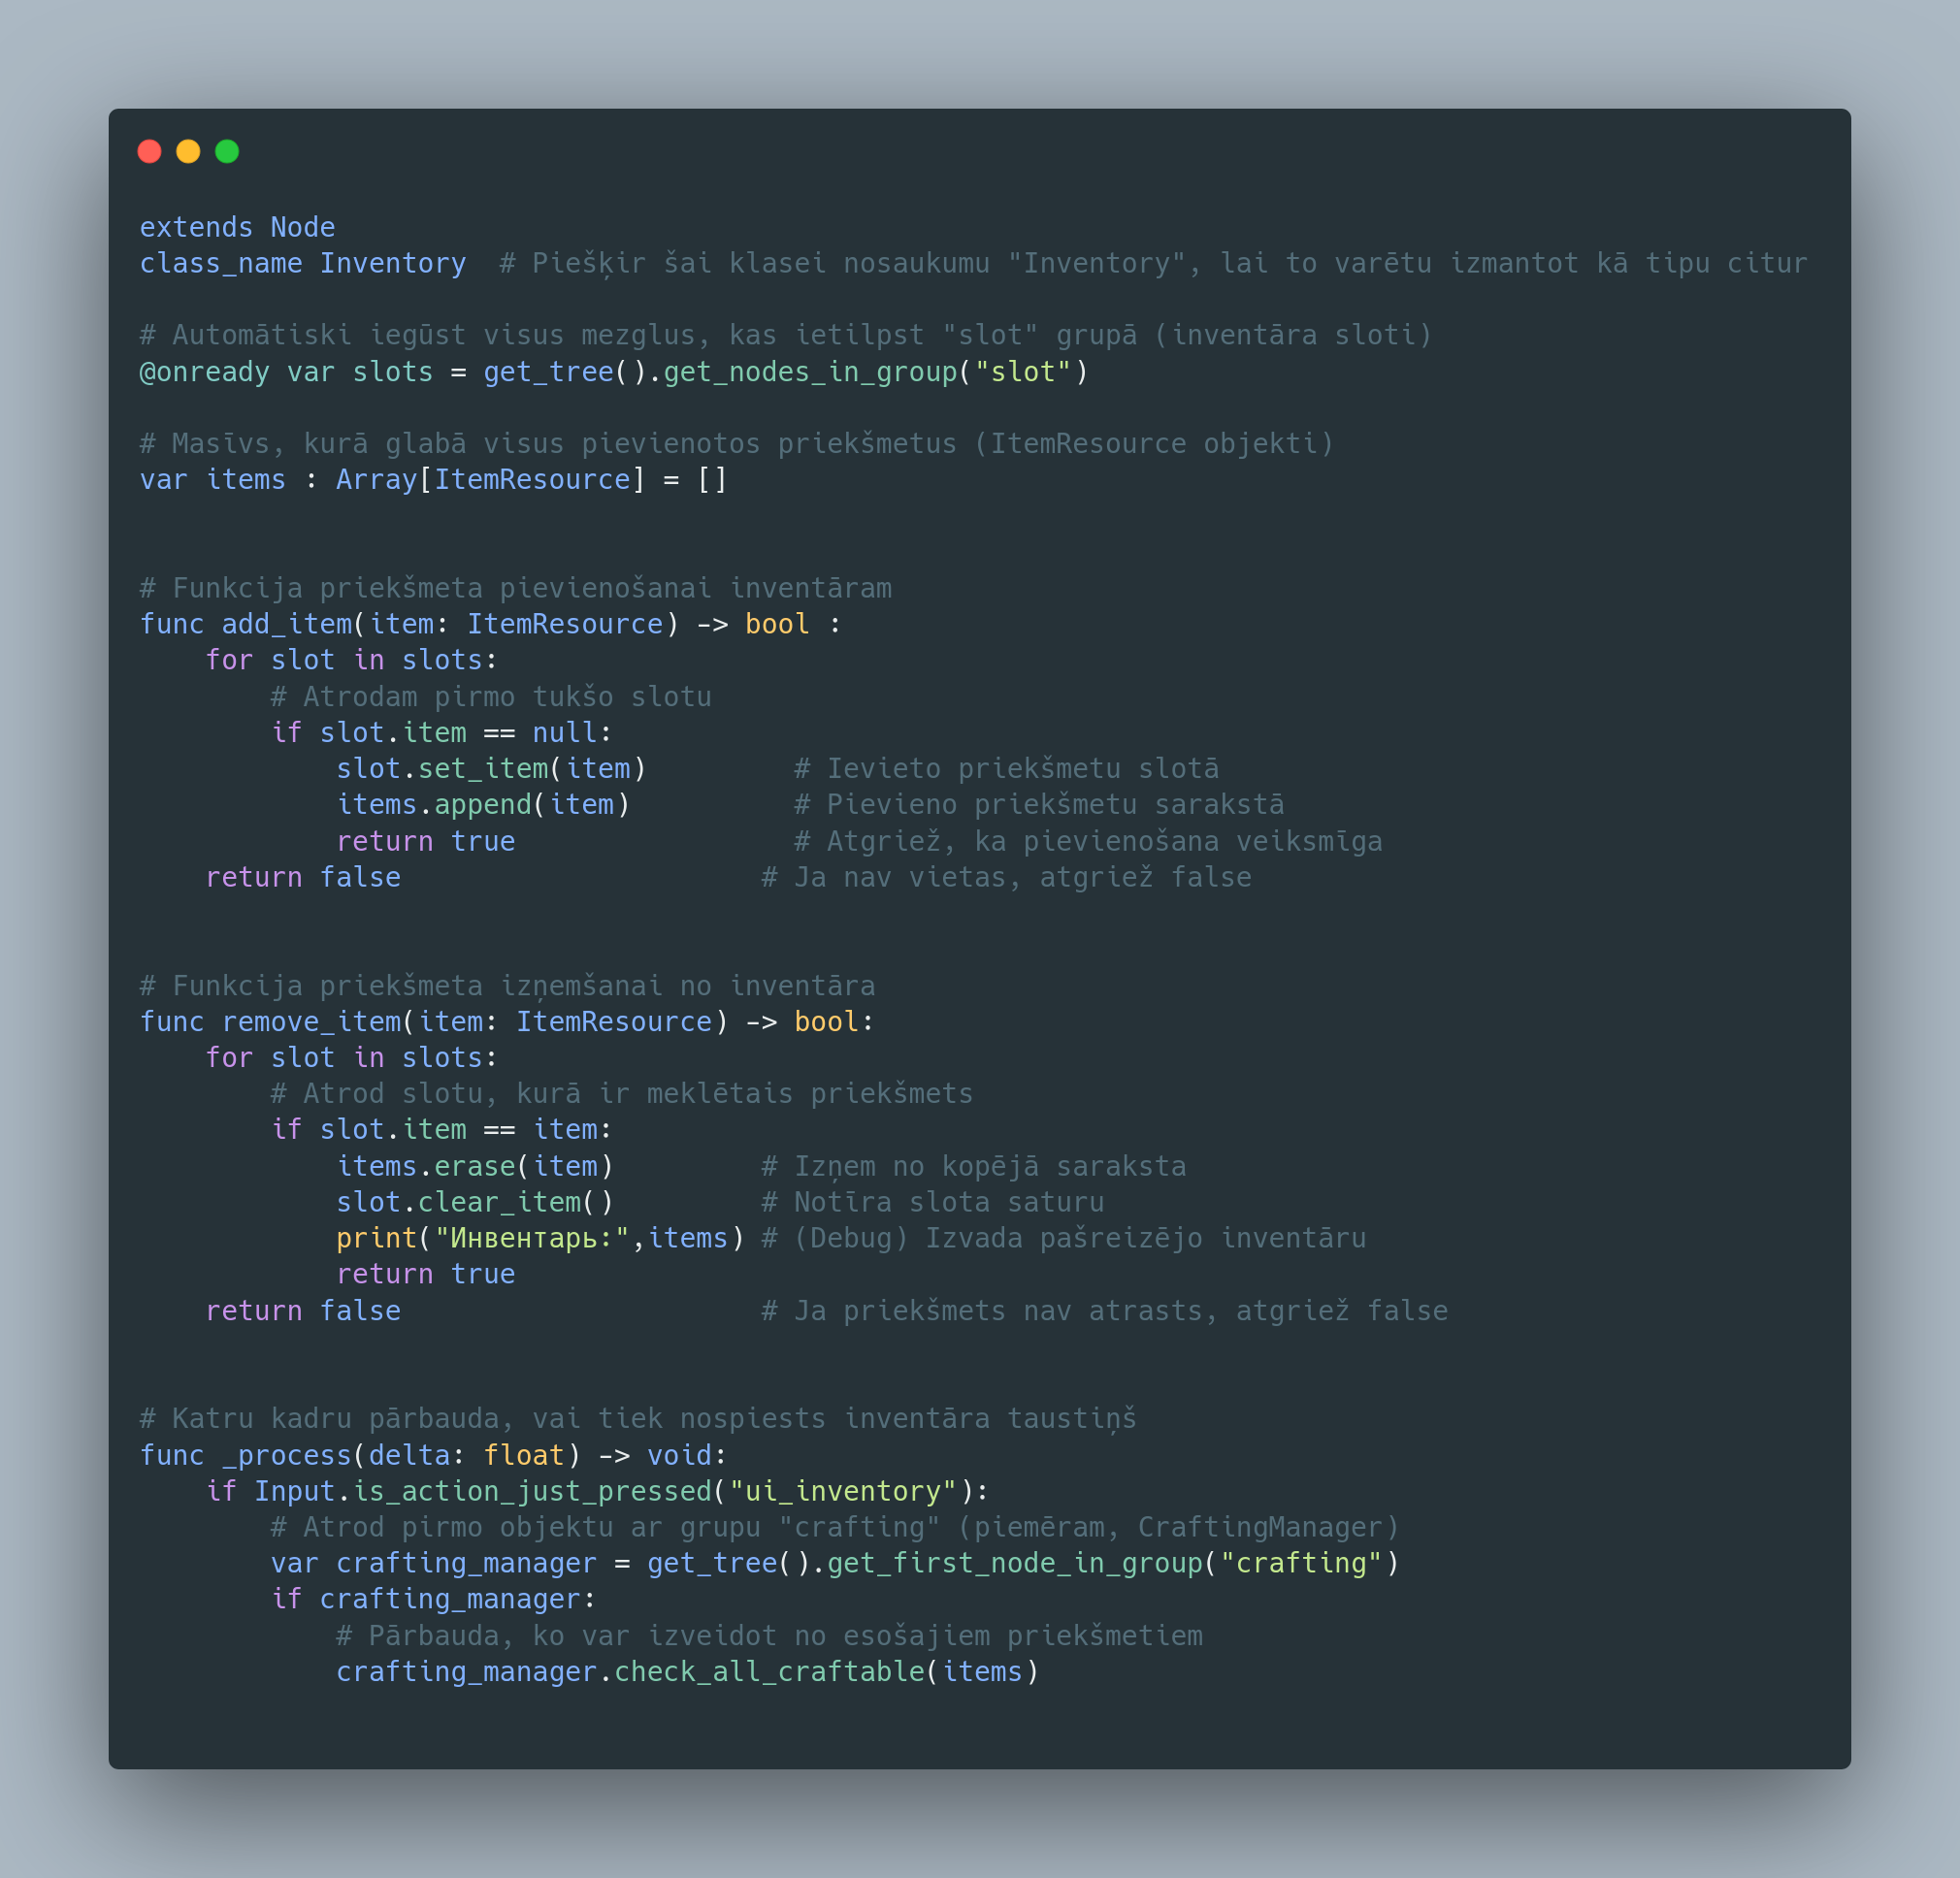 extends Node
class_name Inventory  # Piešķir šai klasei nosaukumu "Inventory", lai to varētu izmantot kā tipu citur
# Automātiski iegūst visus mezglus, kas ietilpst "slot" grupā (inventāra sloti)
@onready var slots = get_tree().get_nodes_in_group("slot")
# Masīvs, kurā glabā visus pievienotos priekšmetus (ItemResource objekti)
var items : Array[ItemResource] = []
# Funkcija priekšmeta pievienošanai inventāram
func add_item(item: ItemResource) -> bool :
    for slot in slots:
        # Atrodam pirmo tukšo slotu
        if slot.item == null:
            slot.set_item(item)         # Ievieto priekšmetu slotā
            items.append(item)          # Pievieno priekšmetu sarakstā
            return true                 # Atgriež, ka pievienošana veiksmīga
    return false                      # Ja nav vietas, atgriež false
# Funkcija priekšmeta izņemšanai no inventāra
func remove_item(item: ItemResource) -> bool:
    for slot in slots:
        # Atrod slotu, kurā ir meklētais priekšmets
        if slot.item == item:
            items.erase(item)         # Izņem no kopējā saraksta
            slot.clear_item()         # Notīra slota saturu
            print("Инвентарь:",items) # (Debug) Izvada pašreizējo inventāru
            return true
    return false                      # Ja priekšmets nav atrasts, atgriež false
# Katru kadru pārbauda, vai tiek nospiests inventāra taustiņš
func _process(delta: float) -> void:
    if Input.is_action_just_pressed("ui_inventory"):
        # Atrod pirmo objektu ar grupu "crafting" (piemēram, CraftingManager)
        var crafting_manager = get_tree().get_first_node_in_group("crafting")
        if crafting_manager:
            # Pārbauda, ko var izveidot no esošajiem priekšmetiem
            crafting_manager.check_all_craftable(items)